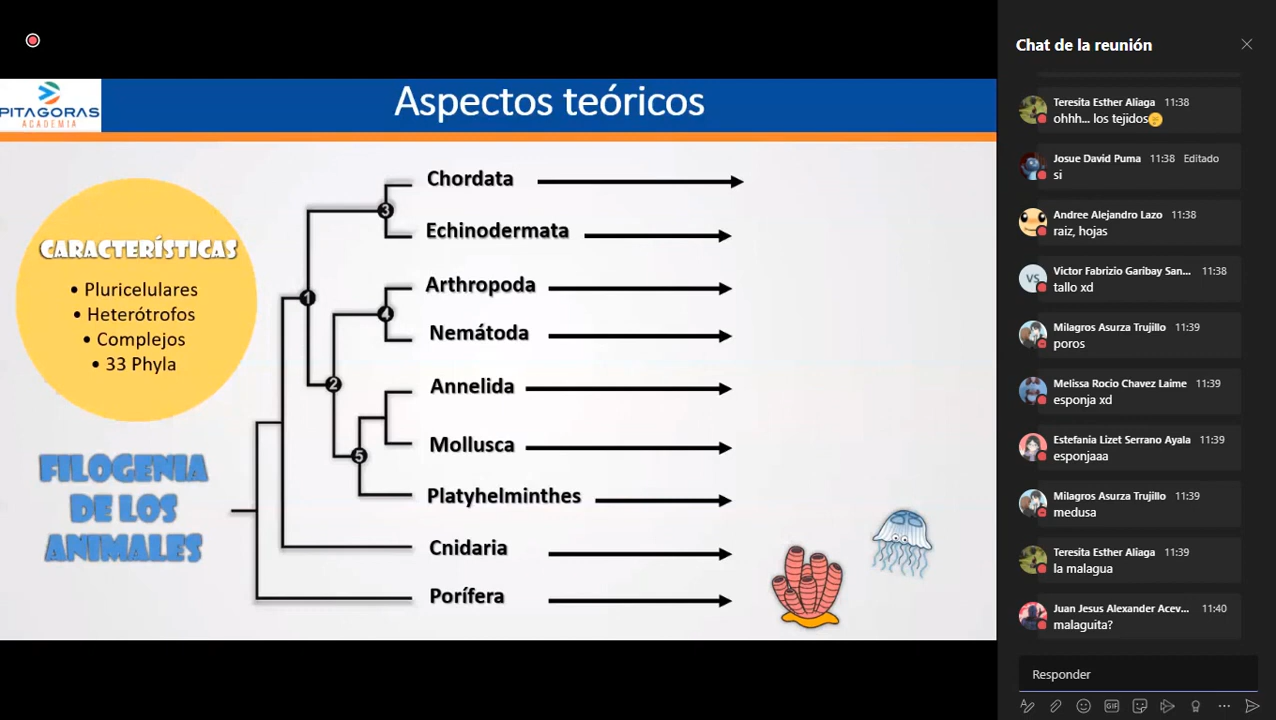 Chat de la reunión
PITAGORAS
ACADEMIA
Aspectos teóricos
CARACTERÍSTICAS
• Pluricelulares
• Heterótrofos
• Complejos
• 33 Phyla
FILOGENIA
DE LOS
ANIMALES
Chordata
3
Echinodermata
1
Arthropoda
4
Nemátoda
2
Annelida
Mollusca
5
Platyhelminthes
Cnidaria
Porífera
Teresita Esther Aliaga 11:38
ohhh... los tejidos
Josue David Puma 11:38 Editado
si
Andree Alejandro Lazo 11:38
raiz, hojas
VS
Victor Fabrizio Garibay San... 11:38
tallo xd
Milagros Asurza Trujillo 11:39
poros
Melissa Rocio Chavez Laime 11:39
esponja xd
Estefania Lizet Serrano Ayala 11:39
esponjaaa
Milagros Asurza Trujillo 11:39
medusa
Teresita Esther Aliaga 11:39
la malagua
Juan Jesus Alexander Acev... 11:40
malaguita?
Responder
GIF